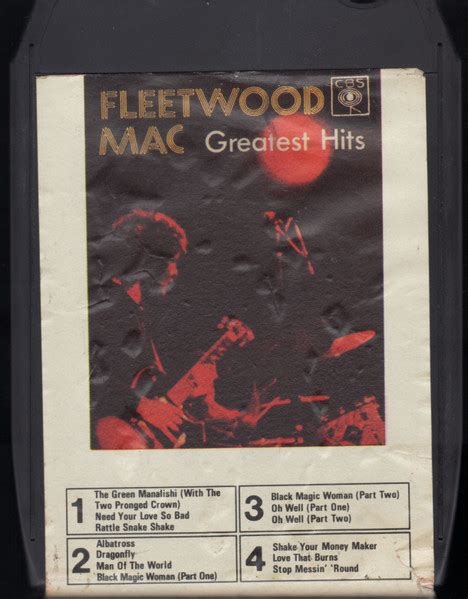 FLEETWOOD
MAC Greatest Hits
CBS
1
The Green Manalishi (With The
Two Pronged Crown)
Need Your Love So Bad
Rattle Snake Shake
2
Albatross
Dragonfly
Man Of The World
Black Magic Woman (Part One)
3
Black Magic Woman (Part Two)
Oh Well (Part One)
Oh Well (Part Two)
4
Shake Your Money Maker
Love That Burns
Stop Messin' 'Round